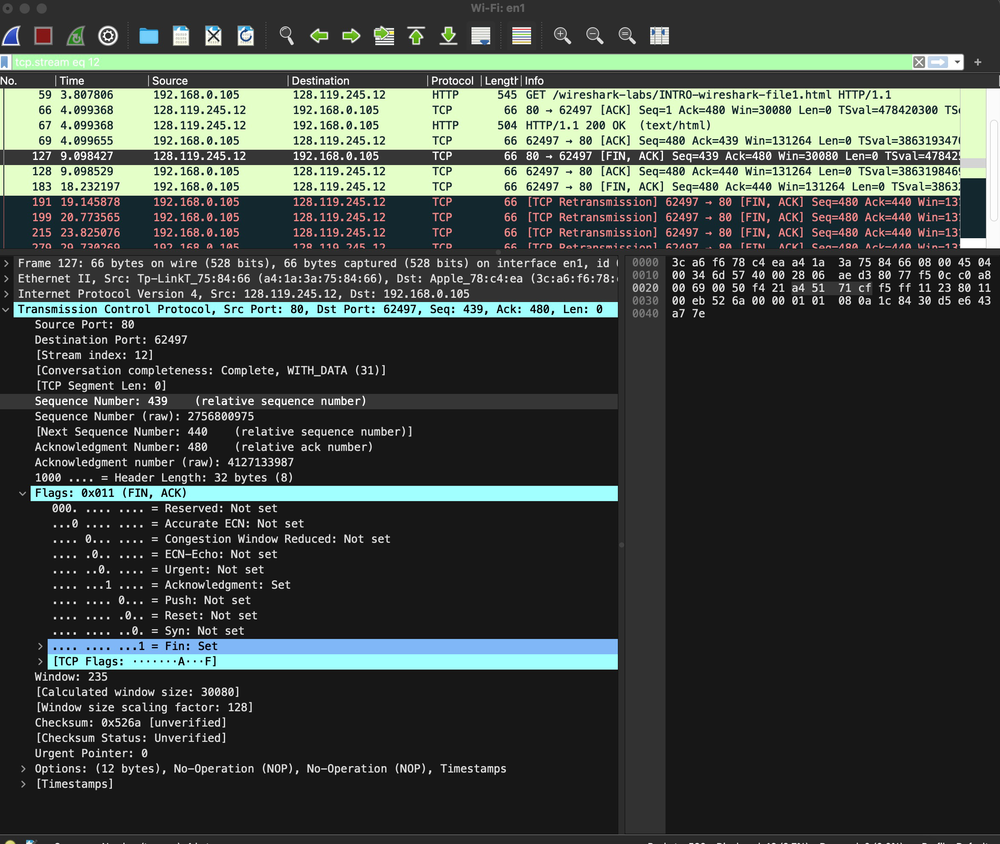 Wi-Fi: en1
tcp.stream eq 12
No. Time Source Destination Protocol Length Info
59 3.807806 192.168.0.105 128.119.245.12 HTTP 545 GET /wireshark-labs/INTRO-wireshark-file1.html HTTP/1.1
66 4.099368 128.119.245.12 192.168.0.105 TCP 66 80 → 62497 [ACK] Seq=1 Ack=480 Win=30080 Len=0 TSval=478420300
67 4.099368 128.119.245.12 192.168.0.105 HTTP 504 HTTP/1.1 200 OK (text/html)
69 4.099655 192.168.0.105 128.119.245.12 TCP 66 62497 → 80 [ACK] Seq=480 Ack=439 Win=131264 Len=0 TSval=386319347
127 9.098427 128.119.245.12 192.168.0.105 TCP 66 80 → 62497 [FIN, ACK] Seq=439 Ack=480 Win=30080 Len=0 TSval=47842
128 9.098529 192.168.0.105 128.119.245.12 TCP 66 62497 → 80 [ACK] Seq=480 Ack=440 Win=131264 Len=0 TSval=386319846
183 18.232197 192.168.0.105 128.119.245.12 TCP 66 62497 → 80 [FIN, ACK] Seq=480 Ack=440 Win=131264 Len=0 TSval=3863
191 19.145878 192.168.0.105 128.119.245.12 TCP 66 [TCP Retransmission] 62497 → 80 [FIN, ACK] Seq=480 Ack=440 Win=13
199 20.773565 192.168.0.105 128.119.245.12 TCP 66 [TCP Retransmission] 62497 → 80 [FIN, ACK] Seq=480 Ack=440 Win=13
215 23.825076 192.168.0.105 128.119.245.12 TCP 66 [TCP Retransmission] 62497 → 80 [FIN, ACK] Seq=480 Ack=440 Win=13
279 29.730269 192.168.0.105 128.119.245.12 TCP 66 [TCP Retransmission] 62497 → 80 [FIN, ACK] Seq=480 Ack=440 Win=13
Frame 127: 66 bytes on wire (528 bits), 66 bytes captured (528 bits) on interface en1, id
Ethernet II, Src: Tp-LinkT_75:84:66 (a4:1a:3a:75:84:66), Dst: Apple_78:c4:ea (3c:a6:f6:78:
Internet Protocol Version 4, Src: 128.119.245.12, Dst: 192.168.0.105
Transmission Control Protocol, Src Port: 80, Dst Port: 62497, Seq: 439, Ack: 480, Len: 0
Source Port: 80
Destination Port: 62497
[Stream index: 12]
[Conversation completeness: Complete, WITH_DATA (31)]
[TCP Segment Len: 0]
Sequence Number: 439 (relative sequence number)
Sequence Number (raw): 2756800975
[Next Sequence Number: 440 (relative sequence number)]
Acknowledgment Number: 480 (relative ack number)
Acknowledgment number (raw): 4127133987
1000 .... = Header Length: 32 bytes (8)
Flags: 0x011 (FIN, ACK)
000. .... .... = Reserved: Not set
...0 .... .... = Accurate ECN: Not set
.... 0... .... = Congestion Window Reduced: Not set
.... .0.. .... = ECN-Echo: Not set
.... ..0. .... = Urgent: Not set
.... ...1 .... = Acknowledgment: Set
.... .... 0... = Push: Not set
.... .... .0.. = Reset: Not set
.... .... ..0. = Syn: Not set
.... .... ...1 = Fin: Set
[TCP Flags: ·······A···F]
Window: 235
[Calculated window size: 30080]
[Window size scaling factor: 128]
Checksum: 0x526a [unverified]
[Checksum Status: Unverified]
Urgent Pointer: 0
Options: (12 bytes), No-Operation (NOP), No-Operation (NOP), Timestamps
[Timestamps]
0000 3c a6 f6 78 c4 ea a4 1a 3a 75 84 66 08 00 45 04
0010 00 34 6d 57 40 00 28 06 ae d3 80 77 f5 0c c0 a8
0020 00 69 00 50 f4 21 a4 51 71 cf f5 ff 11 23 80 11
0030 00 eb 52 6a 00 00 01 01 08 0a 1c 84 30 d5 e6 43
0040 a7 7e